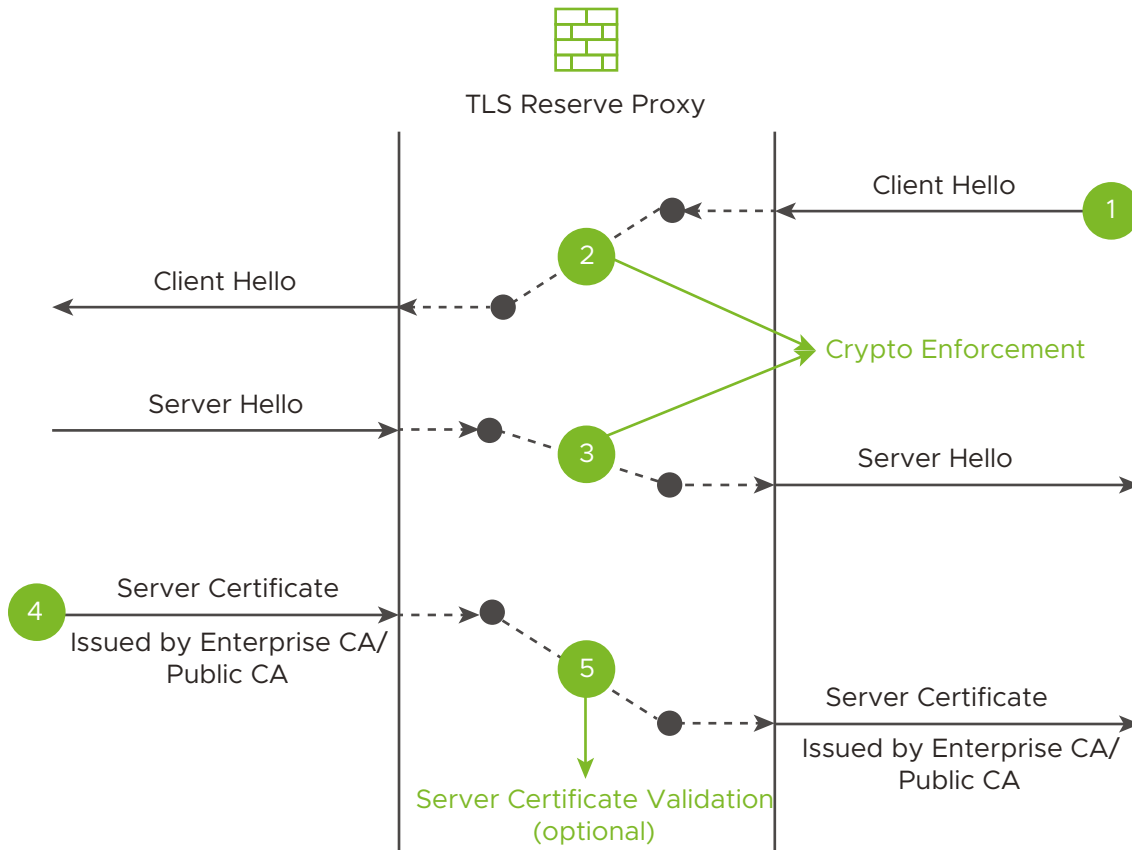 TLS Reserve Proxy
Client Hello
1
2
Client Hello
Crypto Enforcement
Server Hello
3
Server Hello
4
Server Certificate
Issued by Enterprise CA/
Public CA
5
Server Certificate
Issued by Enterprise CA/
Public CA
Server Certificate Validation
(optional)